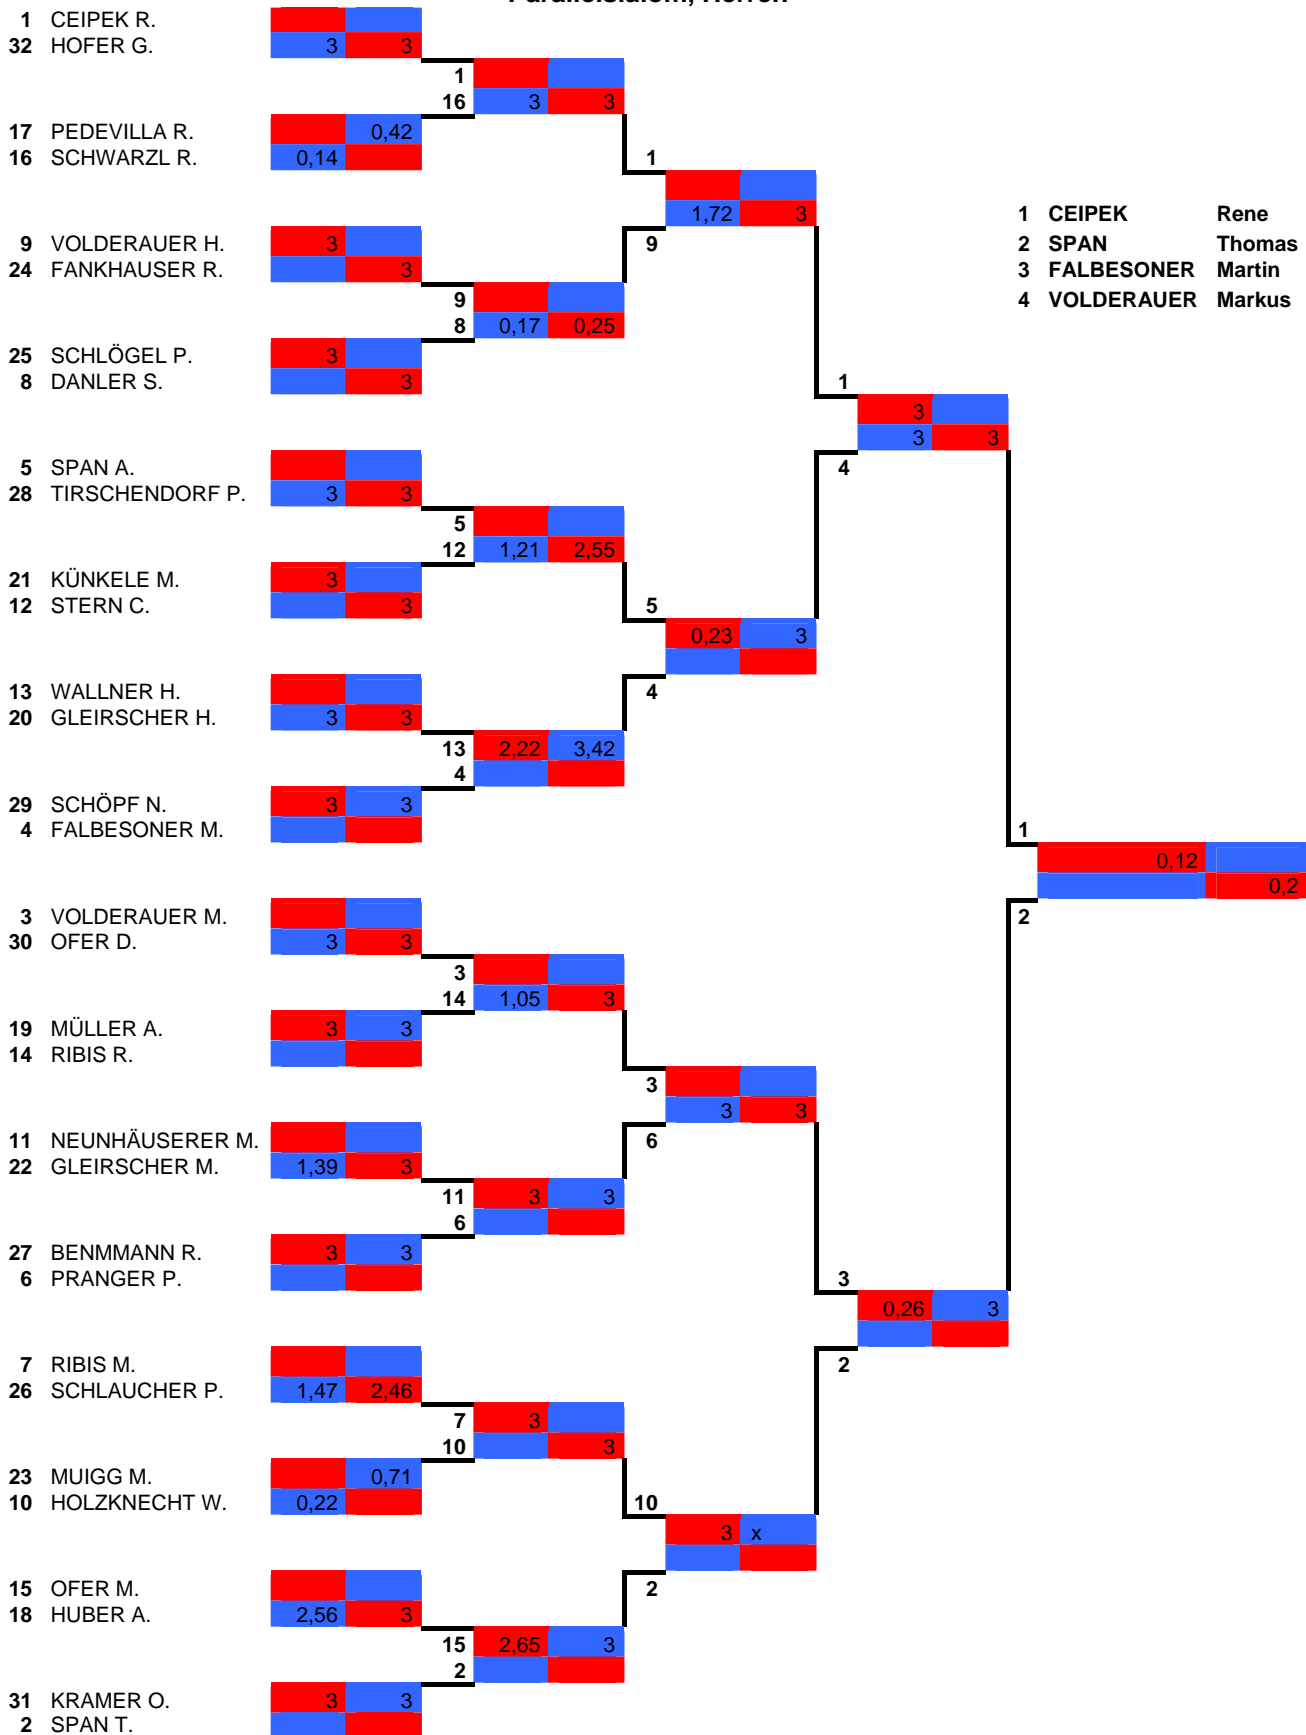 Parallelslalom, Herren
1 CEIPEK R.
32 HOFER G. 3 3
1
16 3 3
17 PEDEVILLA R. 0,42
16 SCHWARZL R. 0,14
1
1,72 3
9
1 CEIPEK Rene
2 SPAN Thomas
3 FALBESONER Martin
4 VOLDERAUER Markus
9 VOLDERAUER H. 3
24 FANKHAUSER R. 3
9
8 0,17 0,25
25 SCHLÖGEL P. 3
8 DANLER S. 3
1
3
3 3
4
5 SPAN A.
28 TIRSCHENDORF P. 3 3
5
12 1,21 2,55
21 KÜNKELE M. 3
12 STERN C. 3
5
0,23 3
4
13 WALLNER H.
20 GLEIRSCHER H. 3 3
13 2,22 3,42
4
29 SCHÖPF N. 3 3
4 FALBESONER M.
1
0,12
0,2
2
3 VOLDERAUER M.
30 OFER D. 3 3
3
14 1,05 3
19 MÜLLER A. 3 3
14 RIBIS R.
3
3 3
6
11 NEUNHÄUSERER M.
22 GLEIRSCHER M. 1,39 3
11 3 3
6
27 BENMMANN R. 3 3
6 PRANGER P.
3
0,26 3
2
7 RIBIS M.
26 SCHLAUCHER P. 1,47 2,46
7 3
10 3
23 MUIGG M. 0,71
10 HOLZKNECHT W. 0,22
10
3 x
2
15 OFER M.
18 HUBER A. 2,56 3
15 2,65 3
2
31 KRAMER O. 3 3
2 SPAN T.